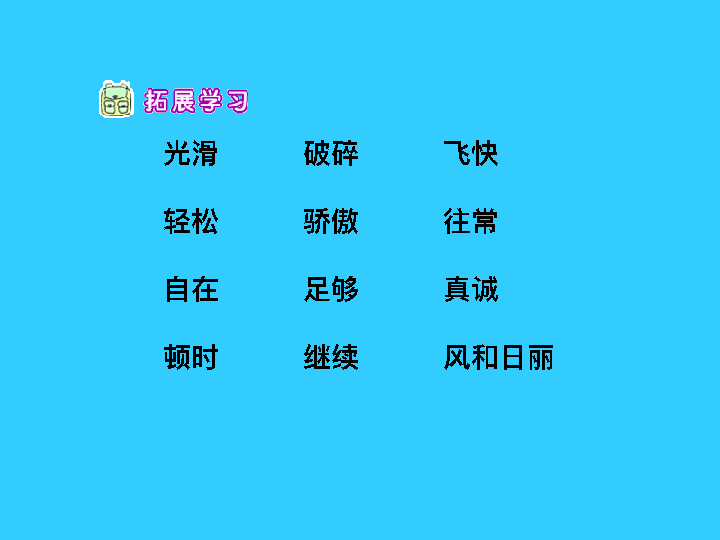 拓展学习
光滑 破碎 飞快
轻松 骄傲 往常
自在 足够 真诚
顿时 继续 风和日丽